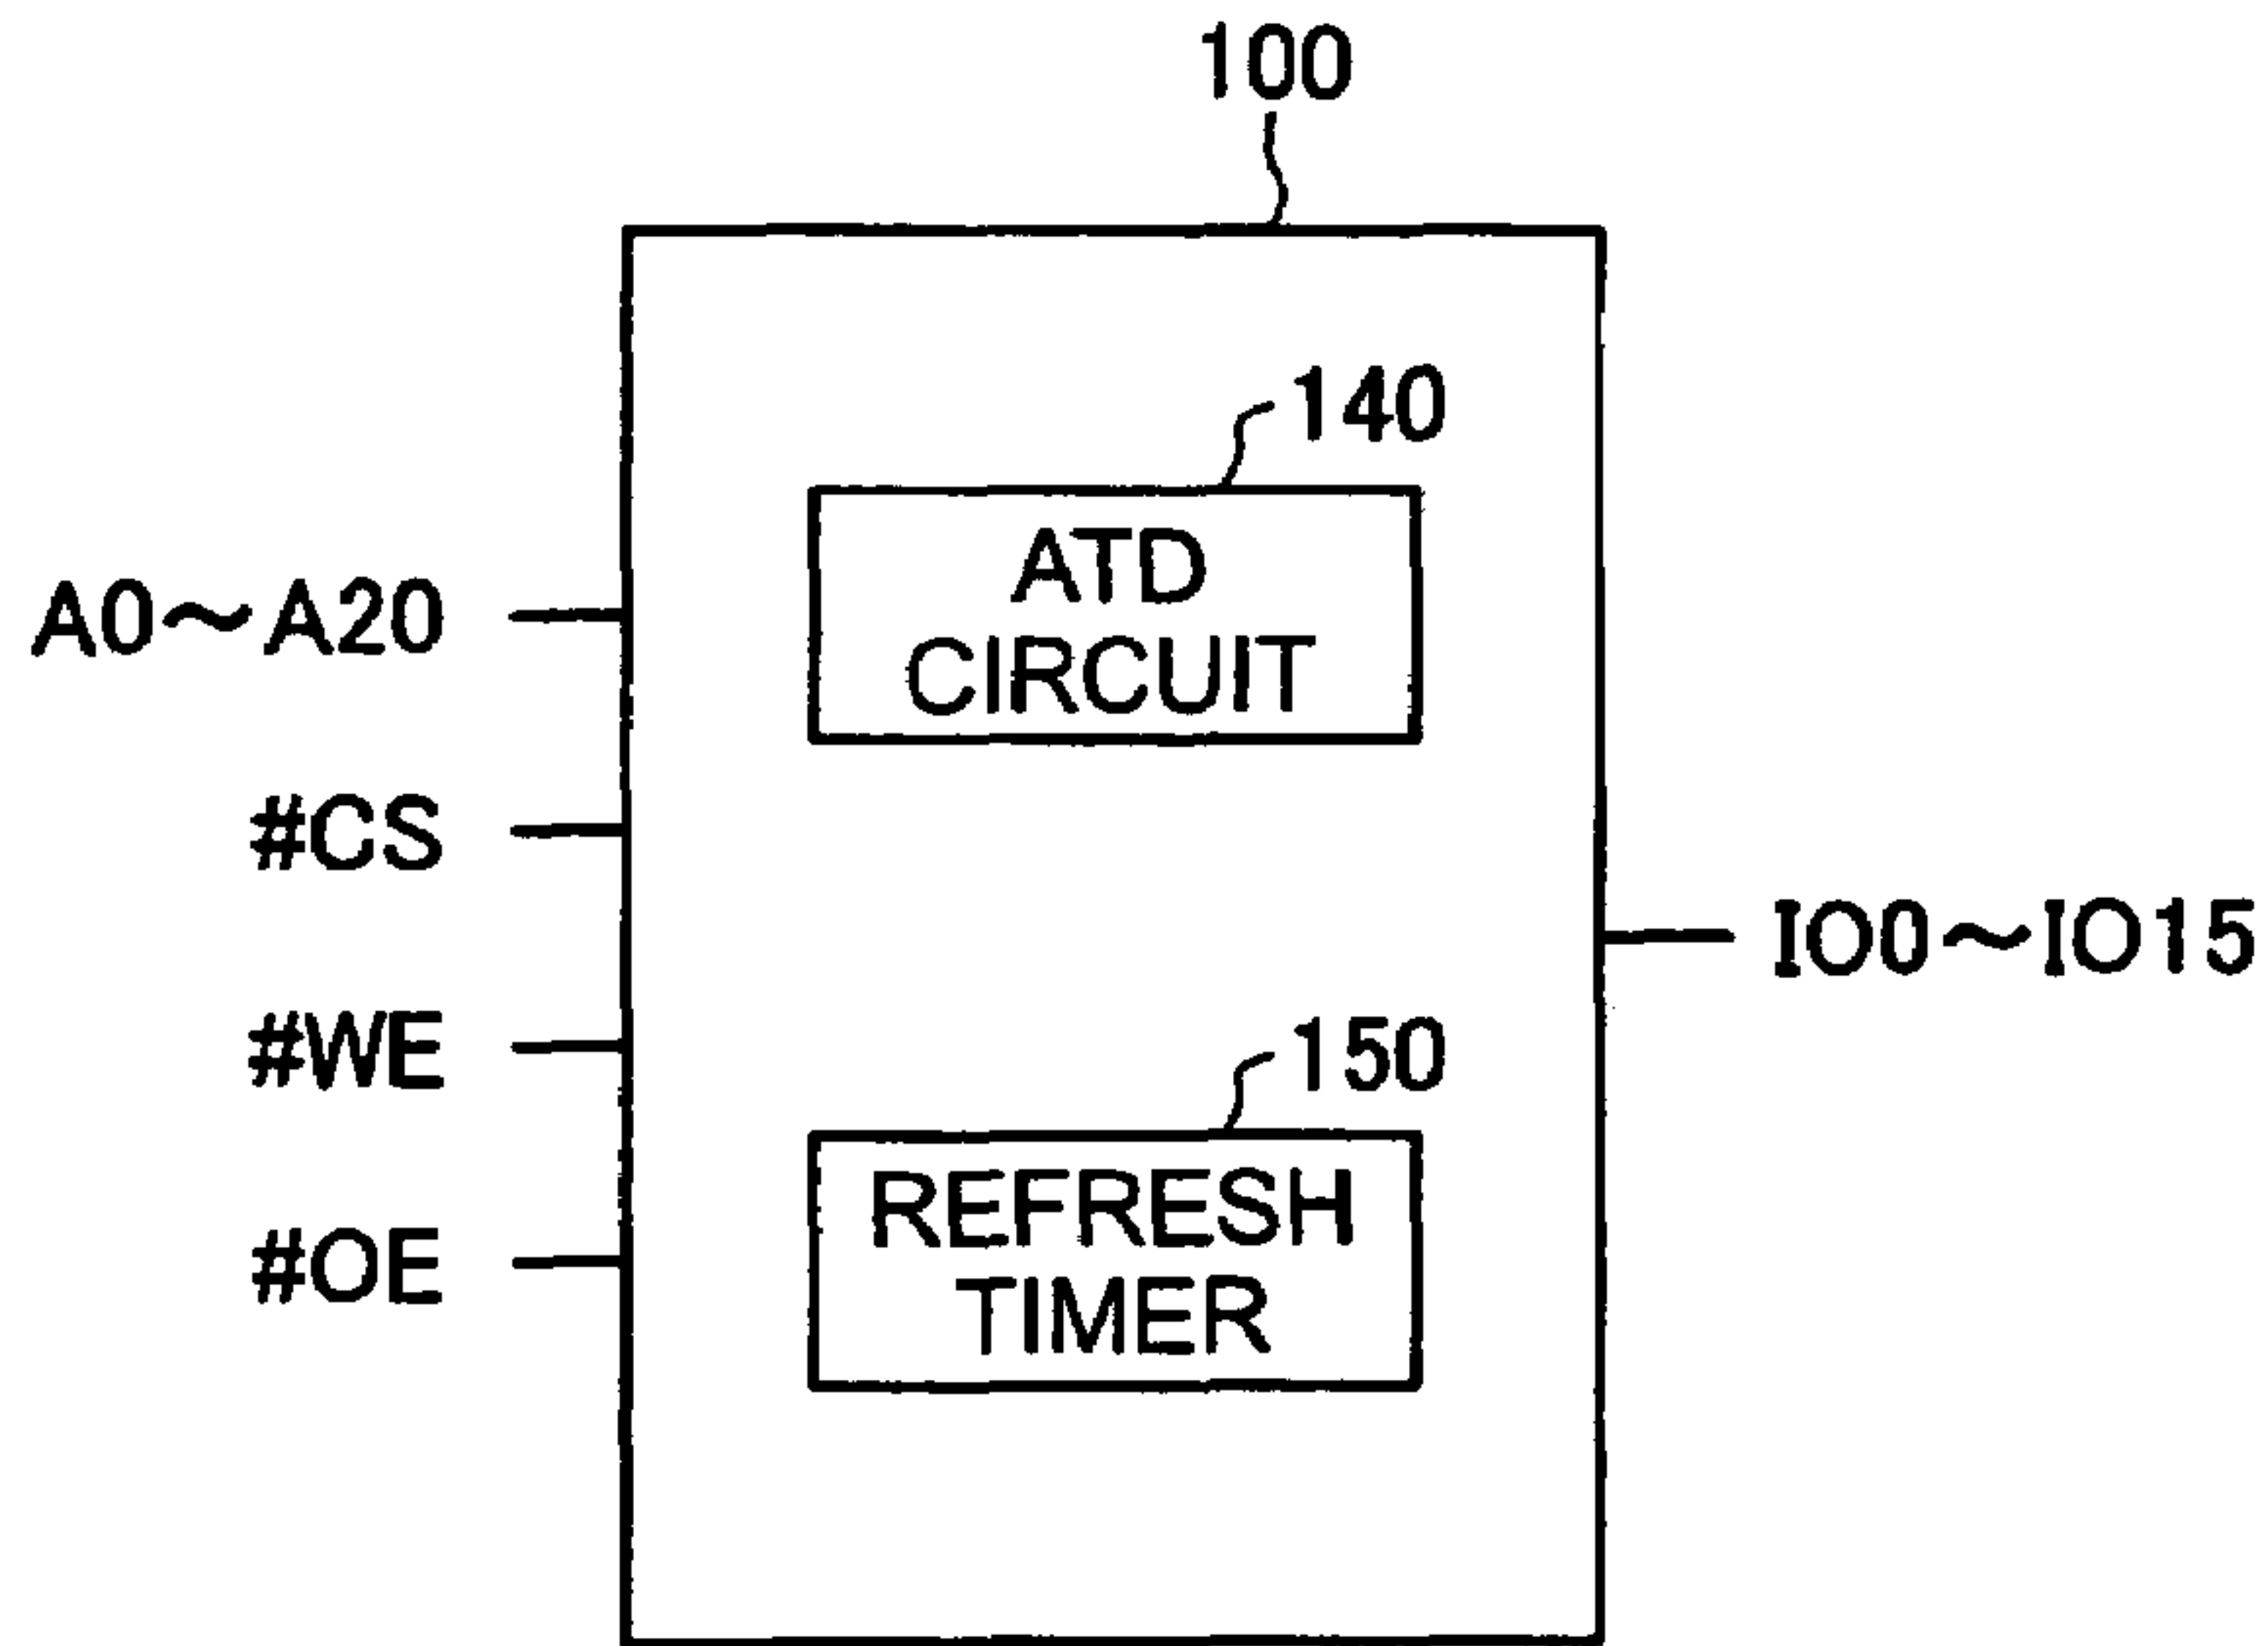 100
140
ATD
CIRCUIT
A0～A20
#CS
IO0～IO15
#WE
150
REFRESH
TIMER
#OE